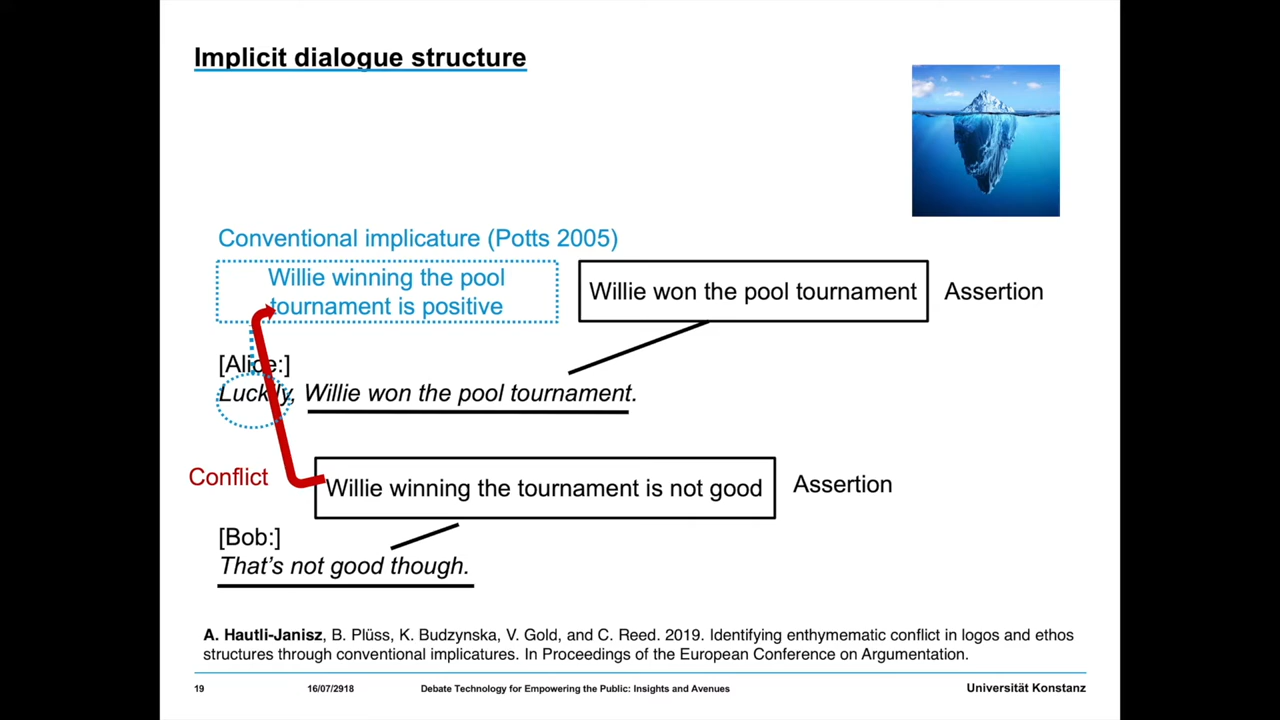 Implicit dialogue structure
Conventional implicature (Potts 2005)
Willie winning the pool
tournament is positive
Willie won the pool tournament
Assertion
[Alice:]
Luckily, Willie won the pool tournament.
Conflict
Willie winning the tournament is not good
Assertion
[Bob:]
That's not good though.
A. Hautli-Janisz, B. Plüss, K. Budzynska, V. Gold, and C. Reed. 2019. Identifying enthymematic conflict in logos and ethos
structures through conventional implicatures. In Proceedings of the European Conference on Argumentation.
19
16/07/2918
Debate Technology for Empowering the Public: Insights and Avenues
Universität Konstanz